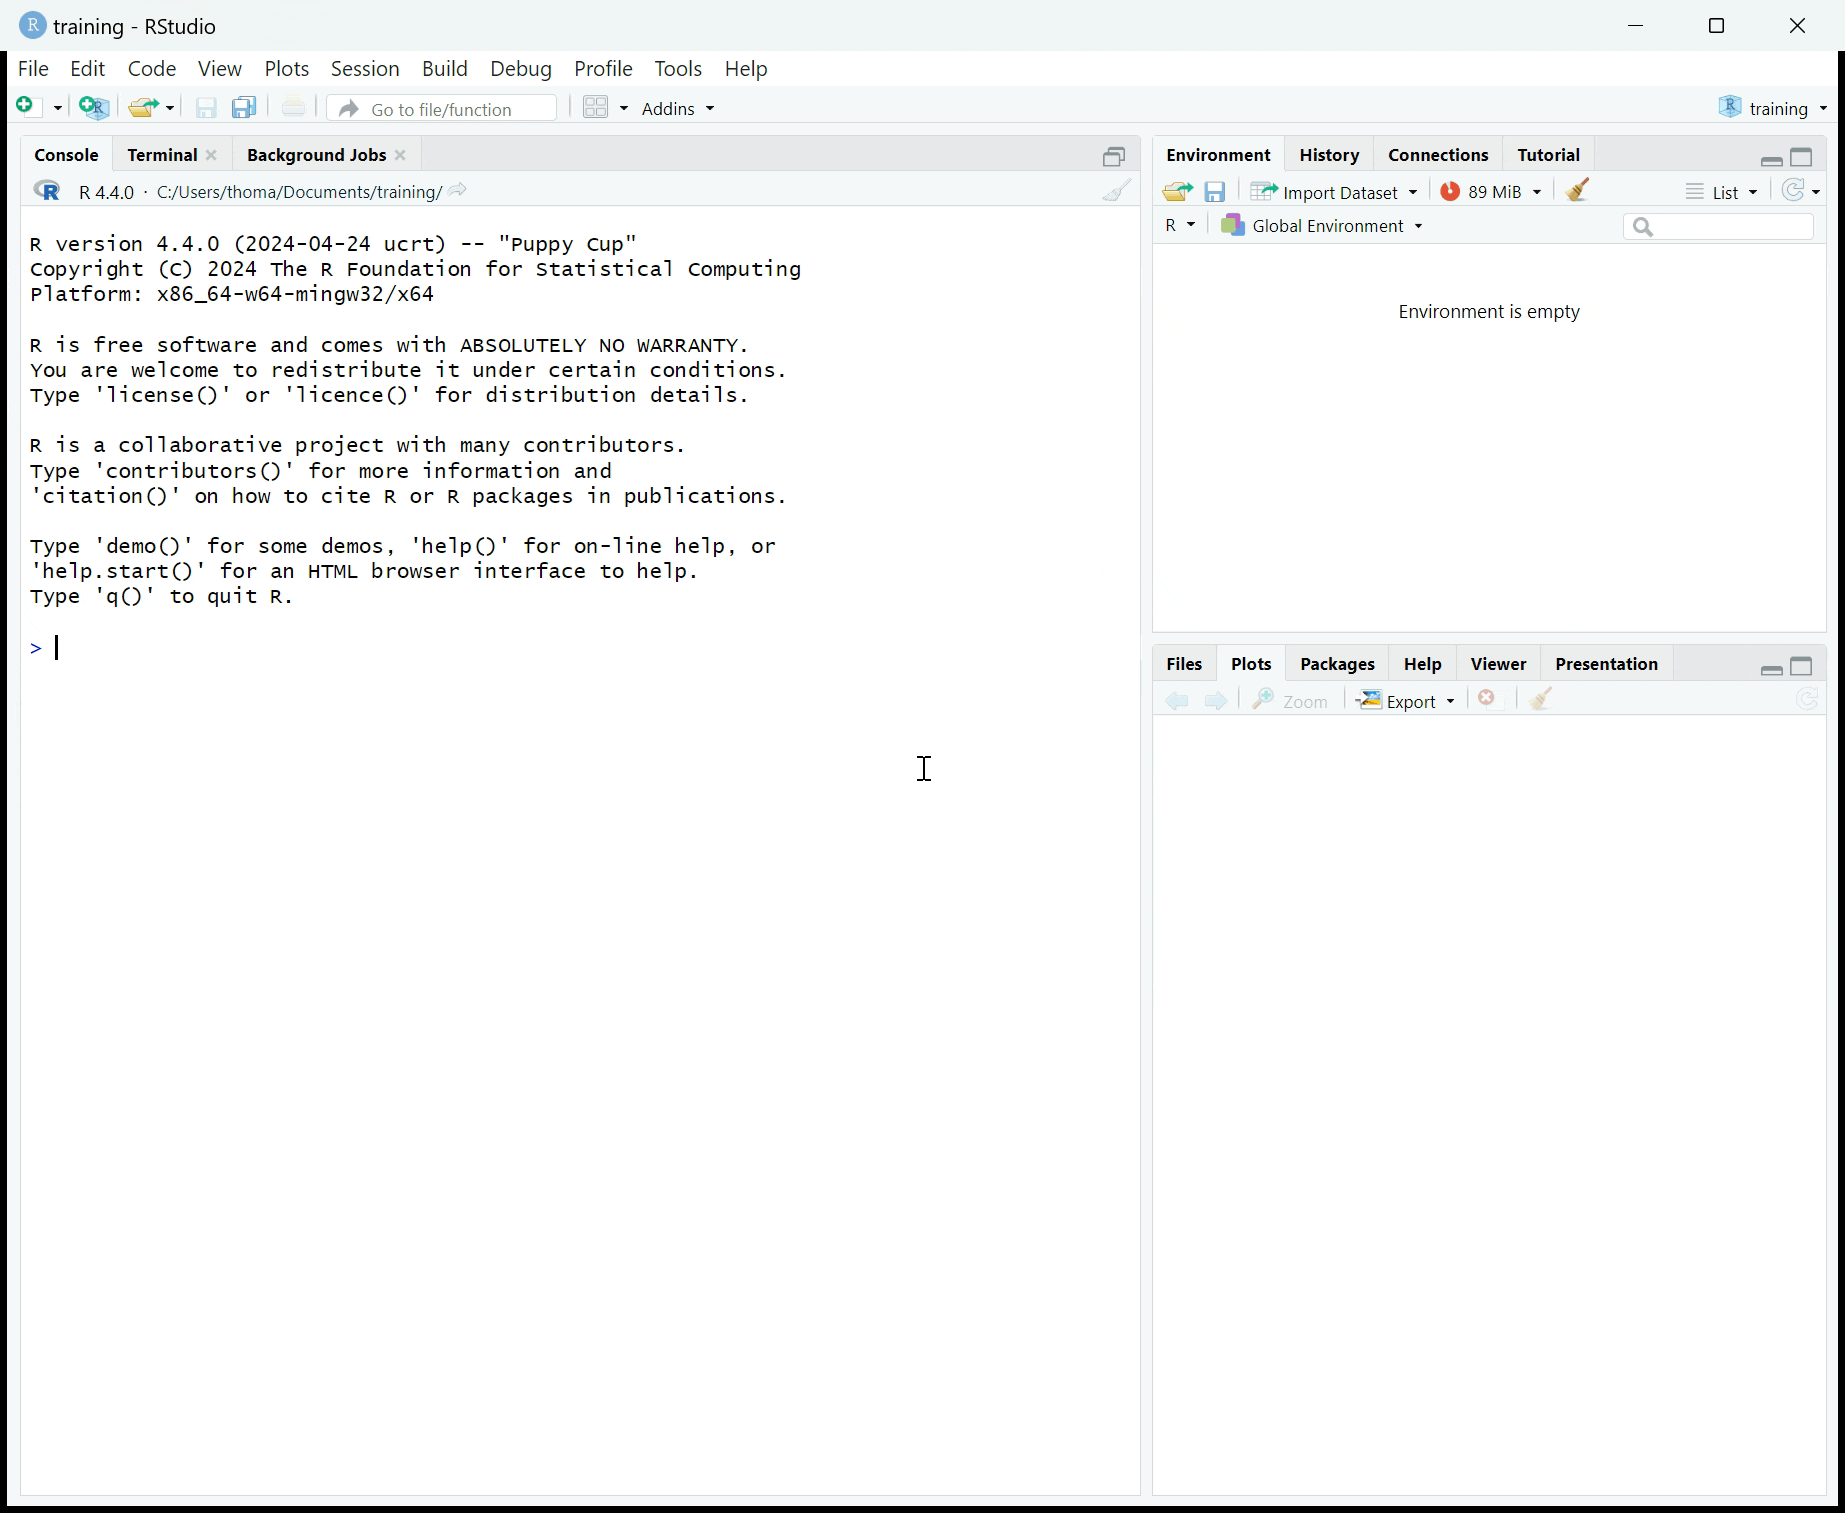 training - RStudio
File Edit Code View Plots Session Build Debug Profile Tools Help
Go to file/function Addins training
Console Terminal Background Jobs
R 4.4.0 · C:/Users/thoma/Documents/training/
R version 4.4.0 (2024-04-24 ucrt) -- "Puppy Cup"
Copyright (C) 2024 The R Foundation for Statistical Computing
Platform: x86_64-w64-mingw32/x64
R is free software and comes with ABSOLUTELY NO WARRANTY.
You are welcome to redistribute it under certain conditions.
Type 'license()' or 'licence()' for distribution details.
R is a collaborative project with many contributors.
Type 'contributors()' for more information and
'citation()' on how to cite R or R packages in publications.
Type 'demo()' for some demos, 'help()' for on-line help, or
'help.start()' for an HTML browser interface to help.
Type 'q()' to quit R.
>
Environment History Connections Tutorial
Import Dataset 89 MiB List
R Global Environment
Environment is empty
Files Plots Packages Help Viewer Presentation
Zoom Export